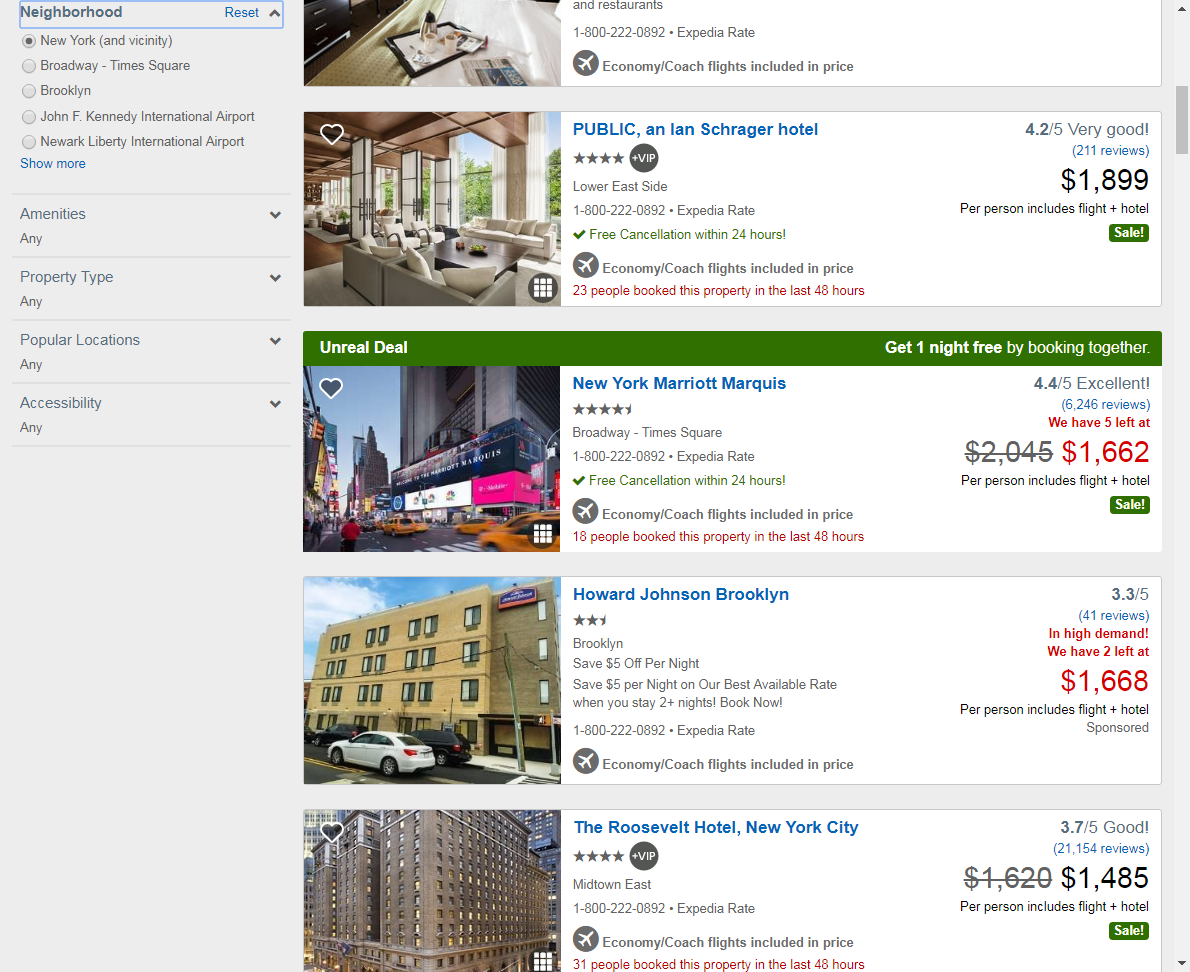 Neighborhood Reset
New York (and vicinity)
Broadway - Times Square
Brooklyn
John F. Kennedy International Airport
Newark Liberty International Airport
Show more
Amenities
Any
Property Type
Any
Popular Locations
Any
Accessibility
Any
and restaurants
1-800-222-0892 • Expedia Rate
Economy/Coach flights included in price
PUBLIC, an Ian Schrager hotel
+VIP
Lower East Side
1-800-222-0892 • Expedia Rate
Free Cancellation within 24 hours!
Economy/Coach flights included in price
23 people booked this property in the last 48 hours
4.2/5 Very good!
(211 reviews)
$1,899
Per person includes flight + hotel
Sale!
Unreal Deal
Get 1 night free by booking together.
WELCOME TO THE MARRIOTT MARQUIS
T-Mobile
NBC
New York Marriott Marquis
Broadway - Times Square
1-800-222-0892 • Expedia Rate
Free Cancellation within 24 hours!
Economy/Coach flights included in price
18 people booked this property in the last 48 hours
4.4/5 Excellent!
(6,246 reviews)
We have 5 left at
$2,045 $1,662
Per person includes flight + hotel
Sale!
Howard Johnson
Howard Johnson Brooklyn
Brooklyn
Save $5 Off Per Night
Save $5 per Night on Our Best Available Rate
when you stay 2+ nights! Book Now!
1-800-222-0892 • Expedia Rate
Economy/Coach flights included in price
3.3/5
(41 reviews)
In high demand!
We have 2 left at
$1,668
Per person includes flight + hotel
Sponsored
The Roosevelt Hotel, New York City
+VIP
Midtown East
1-800-222-0892 • Expedia Rate
Economy/Coach flights included in price
31 people booked this property in the last 48 hours
3.7/5 Good!
(21,154 reviews)
$1,620 $1,485
Per person includes flight + hotel
Sale!